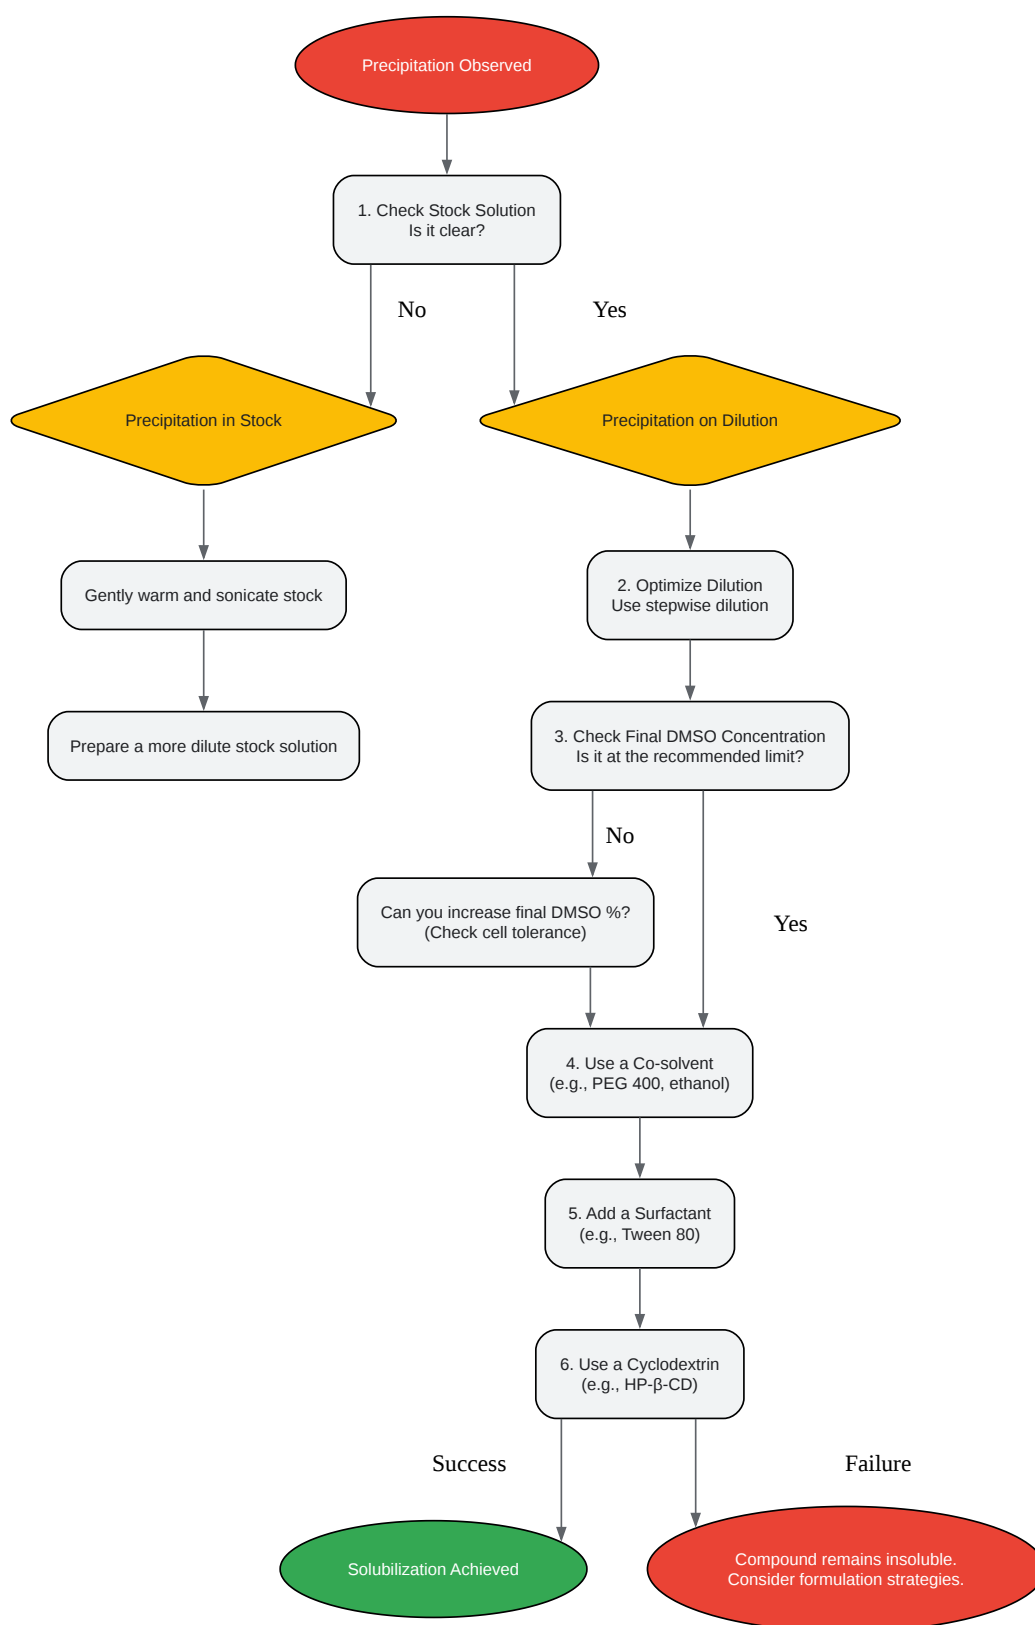 Precipitation Observed
1. Check Stock Solution
Is it clear?
No
Yes
Precipitation in Stock
Precipitation on Dilution
Gently warm and sonicate stock
2. Optimize Dilution
Use stepwise dilution
Prepare a more dilute stock solution
3. Check Final DMSO Concentration
Is it at the recommended limit?
No
Can you increase final DMSO %?
(Check cell tolerance)
Yes
4. Use a Co-solvent
(e.g., PEG 400, ethanol)
5. Add a Surfactant
(e.g., Tween 80)
6. Use a Cyclodextrin
(e.g., HP-β-CD)
Success
Failure
Solubilization Achieved
Compound remains insoluble.
Consider formulation strategies.